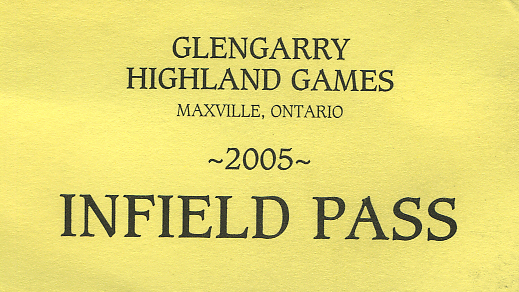 GLENGARRY
HIGHLAND GAMES
MAXVILLE, ONTARIO
~2005~
INFIELD PASS